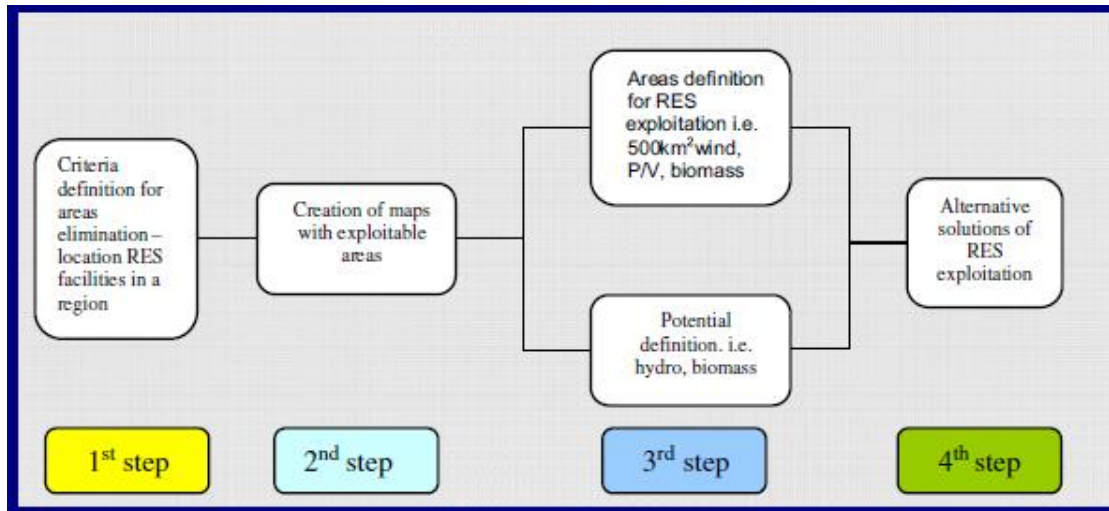 Criteria
definition for
areas
elimination –
location RES
facilities in a
region
Creation of maps
with exploitable
areas
Areas definition
for RES
exploitation i.e.
500km²wind,
P/V, biomass
Potential
definition. i.e.
hydro, biomass
Alternative
solutions of
RES
exploitation
1st step
2nd step
3rd step
4th step